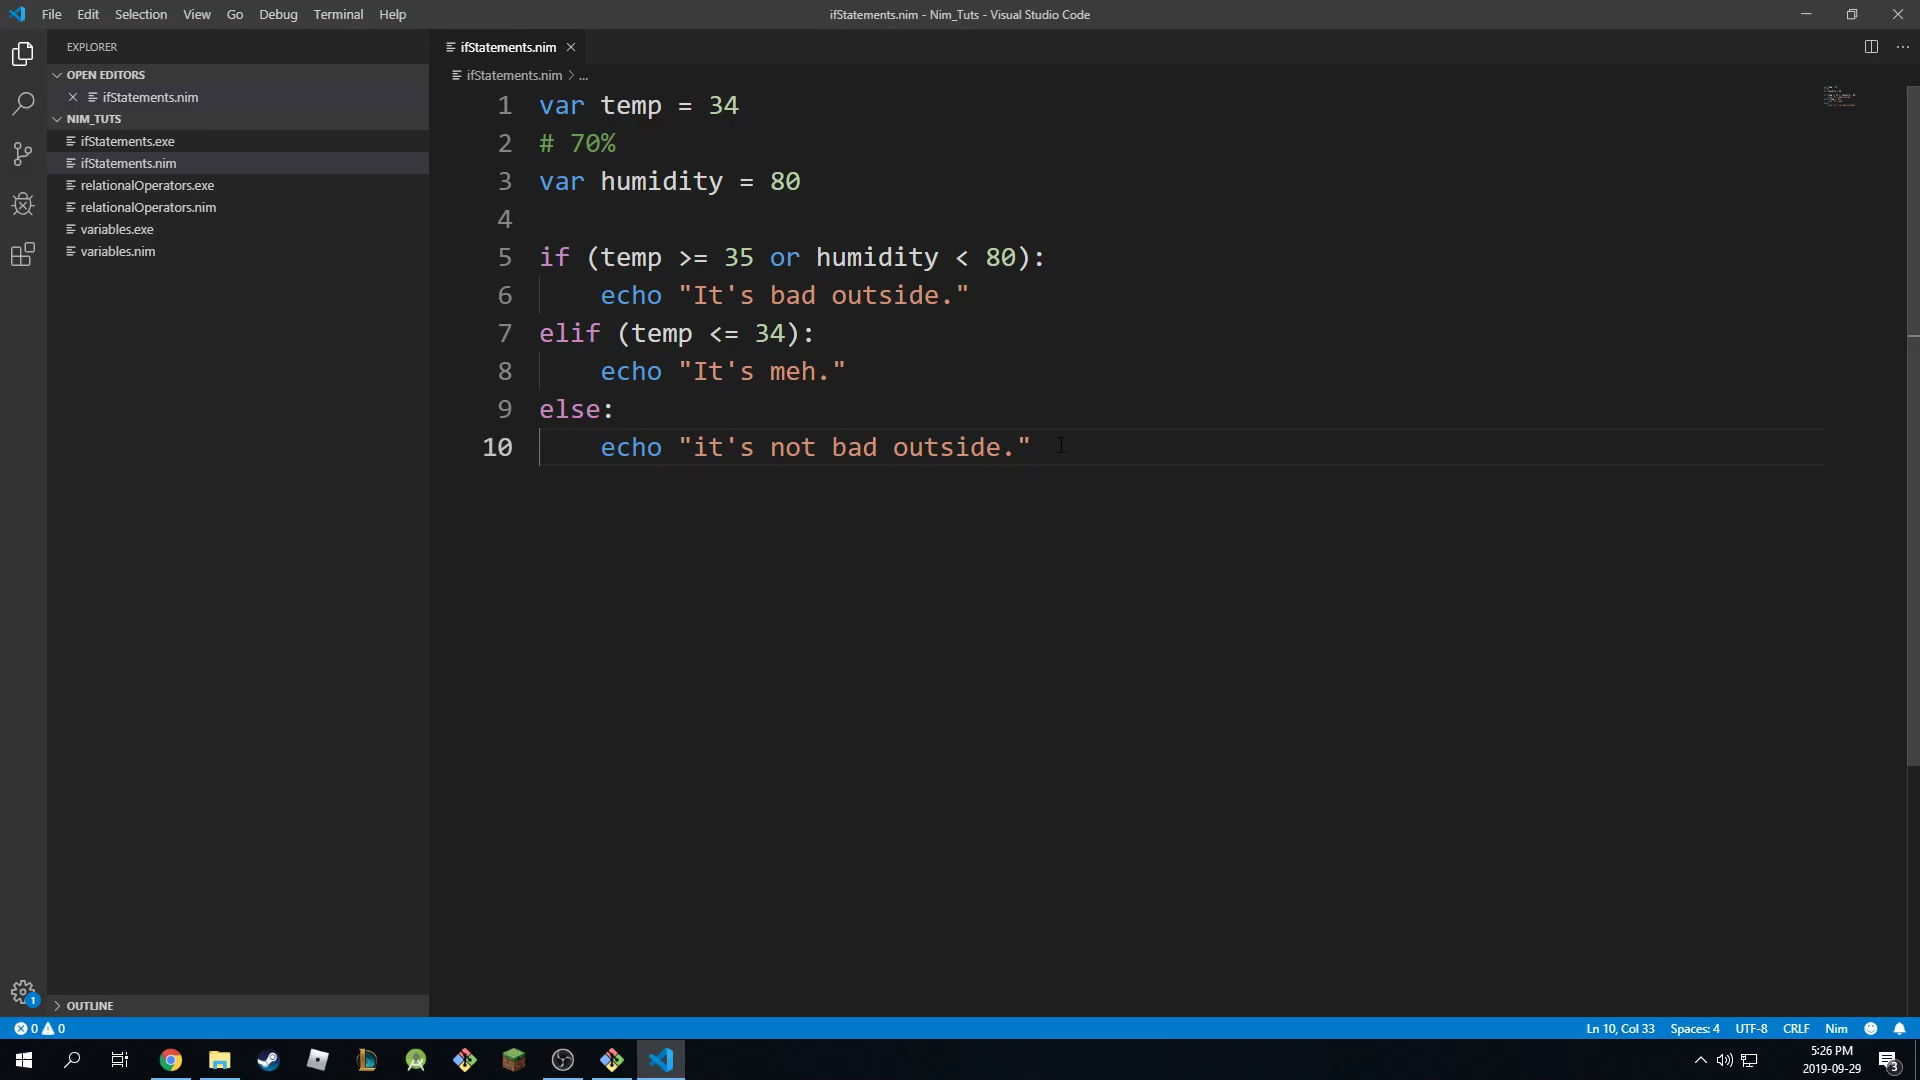 File Edit Selection View Go Debug Terminal Help
ifStatements.nim - Nim_Tuts - Visual Studio Code
EXPLORER
OPEN EDITORS
ifStatements.nim
NIM_TUTS
ifStatements.exe
ifStatements.nim
relationalOperators.exe
relationalOperators.nim
variables.exe
variables.nim
OUTLINE
ifStatements.nim
ifStatements.nim > ...
1 var temp = 34
2 # 70%
3 var humidity = 80
4
5 if (temp >= 35 or humidity < 80):
6 echo "It's bad outside."
7 elif (temp <= 34):
8 echo "It's meh."
9 else:
10 echo "it's not bad outside."
1
0 0
Ln 10, Col 33 Spaces: 4 UTF-8 CRLF Nim
5:26 PM
2019-09-29
3